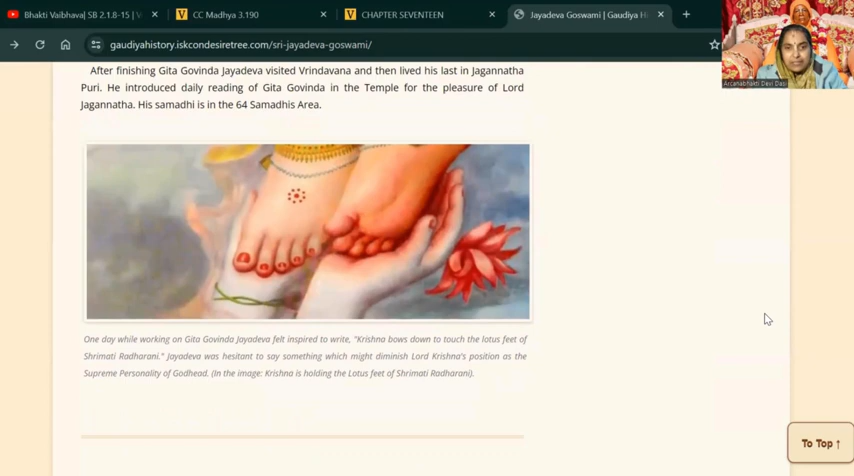 Bhakti Vaibhava| SB 2.1.8-15 | V
CC Madhya 3.190
CHAPTER SEVENTEEN
Jayadeva Goswami | Gaudiya Hi
gaudiyahistory.iskcondesiretree.com/sri-jayadeva-goswami/
Arcanabhakti Devi Dasi
After finishing Gita Govinda Jayadeva visited Vrindavana and then lived his last in Jagannatha
Puri. He introduced daily reading of Gita Govinda in the Temple for the pleasure of Lord
Jagannatha. His samadhi is in the 64 Samadhis Area.
One day while working on Gita Govinda Jayadeva felt inspired to write, "Krishna bows down to touch the lotus feet of
Shrimati Radharani." Jayadeva was hesitant to say something which might diminish Lord Krishna's position as the
Supreme Personality of Godhead. (In the image: Krishna is holding the Lotus feet of Shrimati Radharani).
To Top ↑